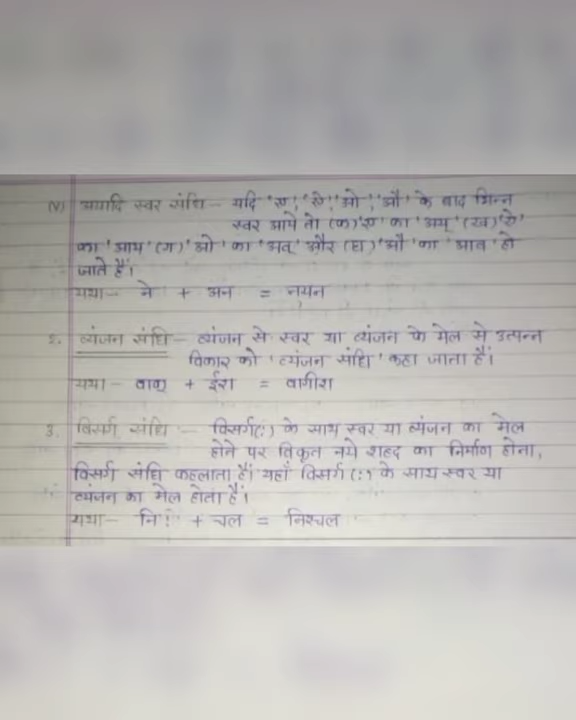 (V) अयादि स्वर संधि - यदि 'ए', 'ऐ', 'ओ', 'औ' के बाद भिन्न
स्वर आये तो (क) 'ए' का 'अय्' (ख) 'ऐ'
का 'आय' (ग) 'ओ' का 'अव्' और (घ) 'औ' का 'आव' हो
जाते हैं।
यथा - ने + अन = नयन
2. व्यंजन संधि - व्यंजन से स्वर या व्यंजन के मेल से उत्पन्न
विकार को 'व्यंजन संधि' कहा जाता है।
यथा - वाक् + ईश = वागीश
3. विसर्ग संधि :- विसर्ग(:) के साथ स्वर या व्यंजन का मेल
होने पर विकृत नये शब्द का निर्माण होना,
विसर्ग संधि कहलाता है। यहाँ विसर्ग (:) के साथ स्वर या
व्यंजन का मेल होता है।
यथा - नि: + चल = निश्चल